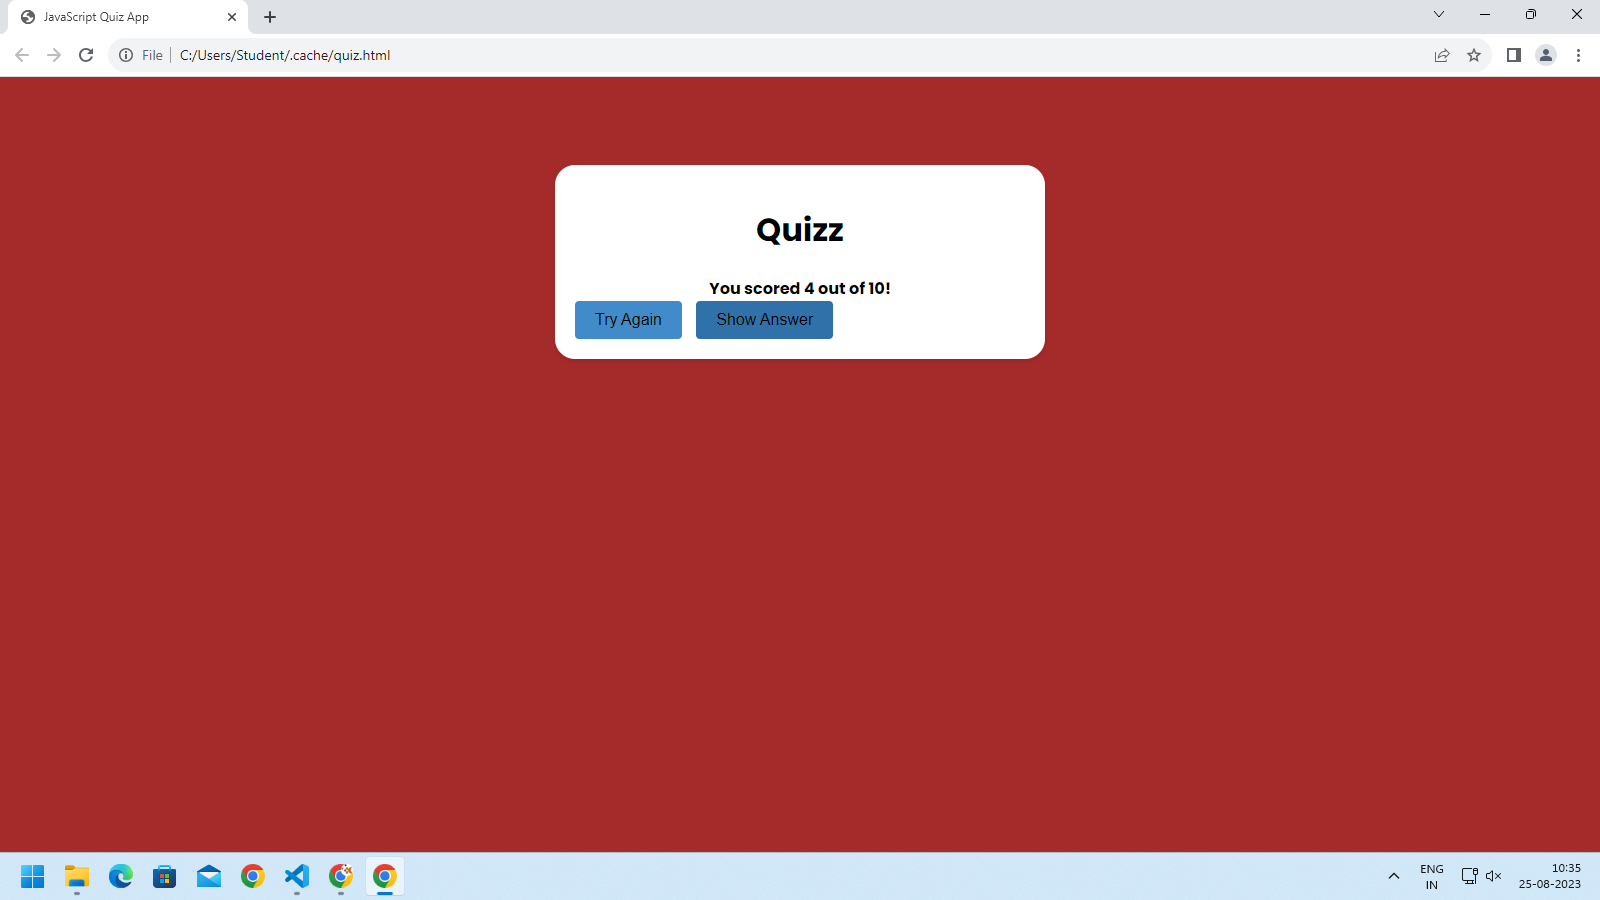 JavaScript Quiz App
File
C:/Users/Student/.cache/quiz.html
Quizz
You scored 4 out of 10!
Try Again
Show Answer
ENG
IN
10:35
25-08-2023